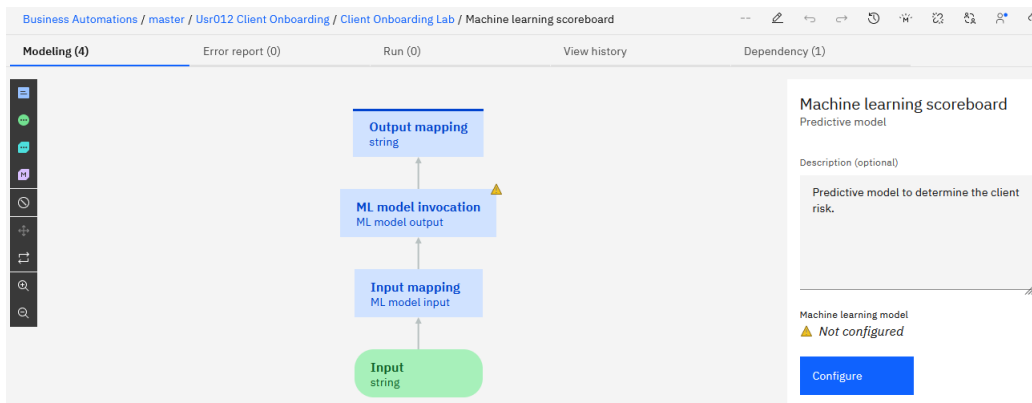 Business Automations / master / Usr012 Client Onboarding / Client Onboarding Lab / Machine learning scoreboard
Modeling (4)
Error report (0)
Run (0)
View history
Dependency (1)
Output mapping
string
ML model invocation
ML model output
Input mapping
ML model input
Input
string
Machine learning scoreboard
Predictive model
Description (optional)
Predictive model to determine the client
risk.
Machine learning model
Not configured
Configure